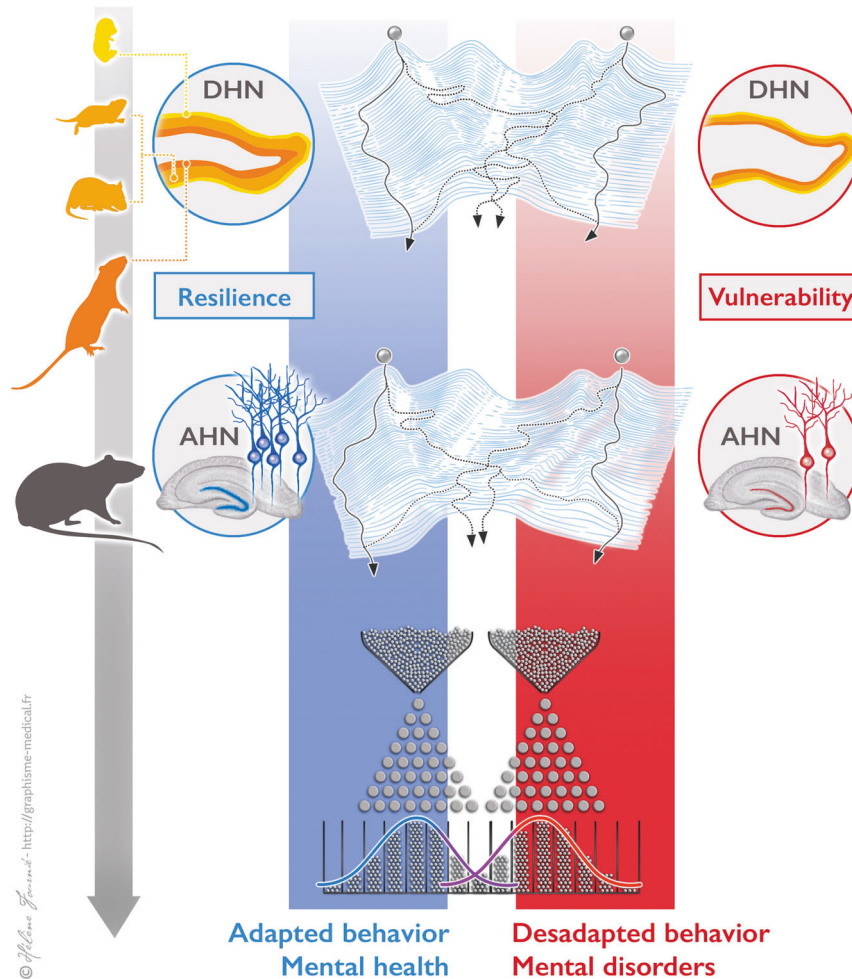 DHN
DHN
Resilience
Vulnerability
AHN
AHN
Adapted behavior
Mental health
Desadapted behavior
Mental disorders
© Hélène Fournié - http://graphisme-medical.fr